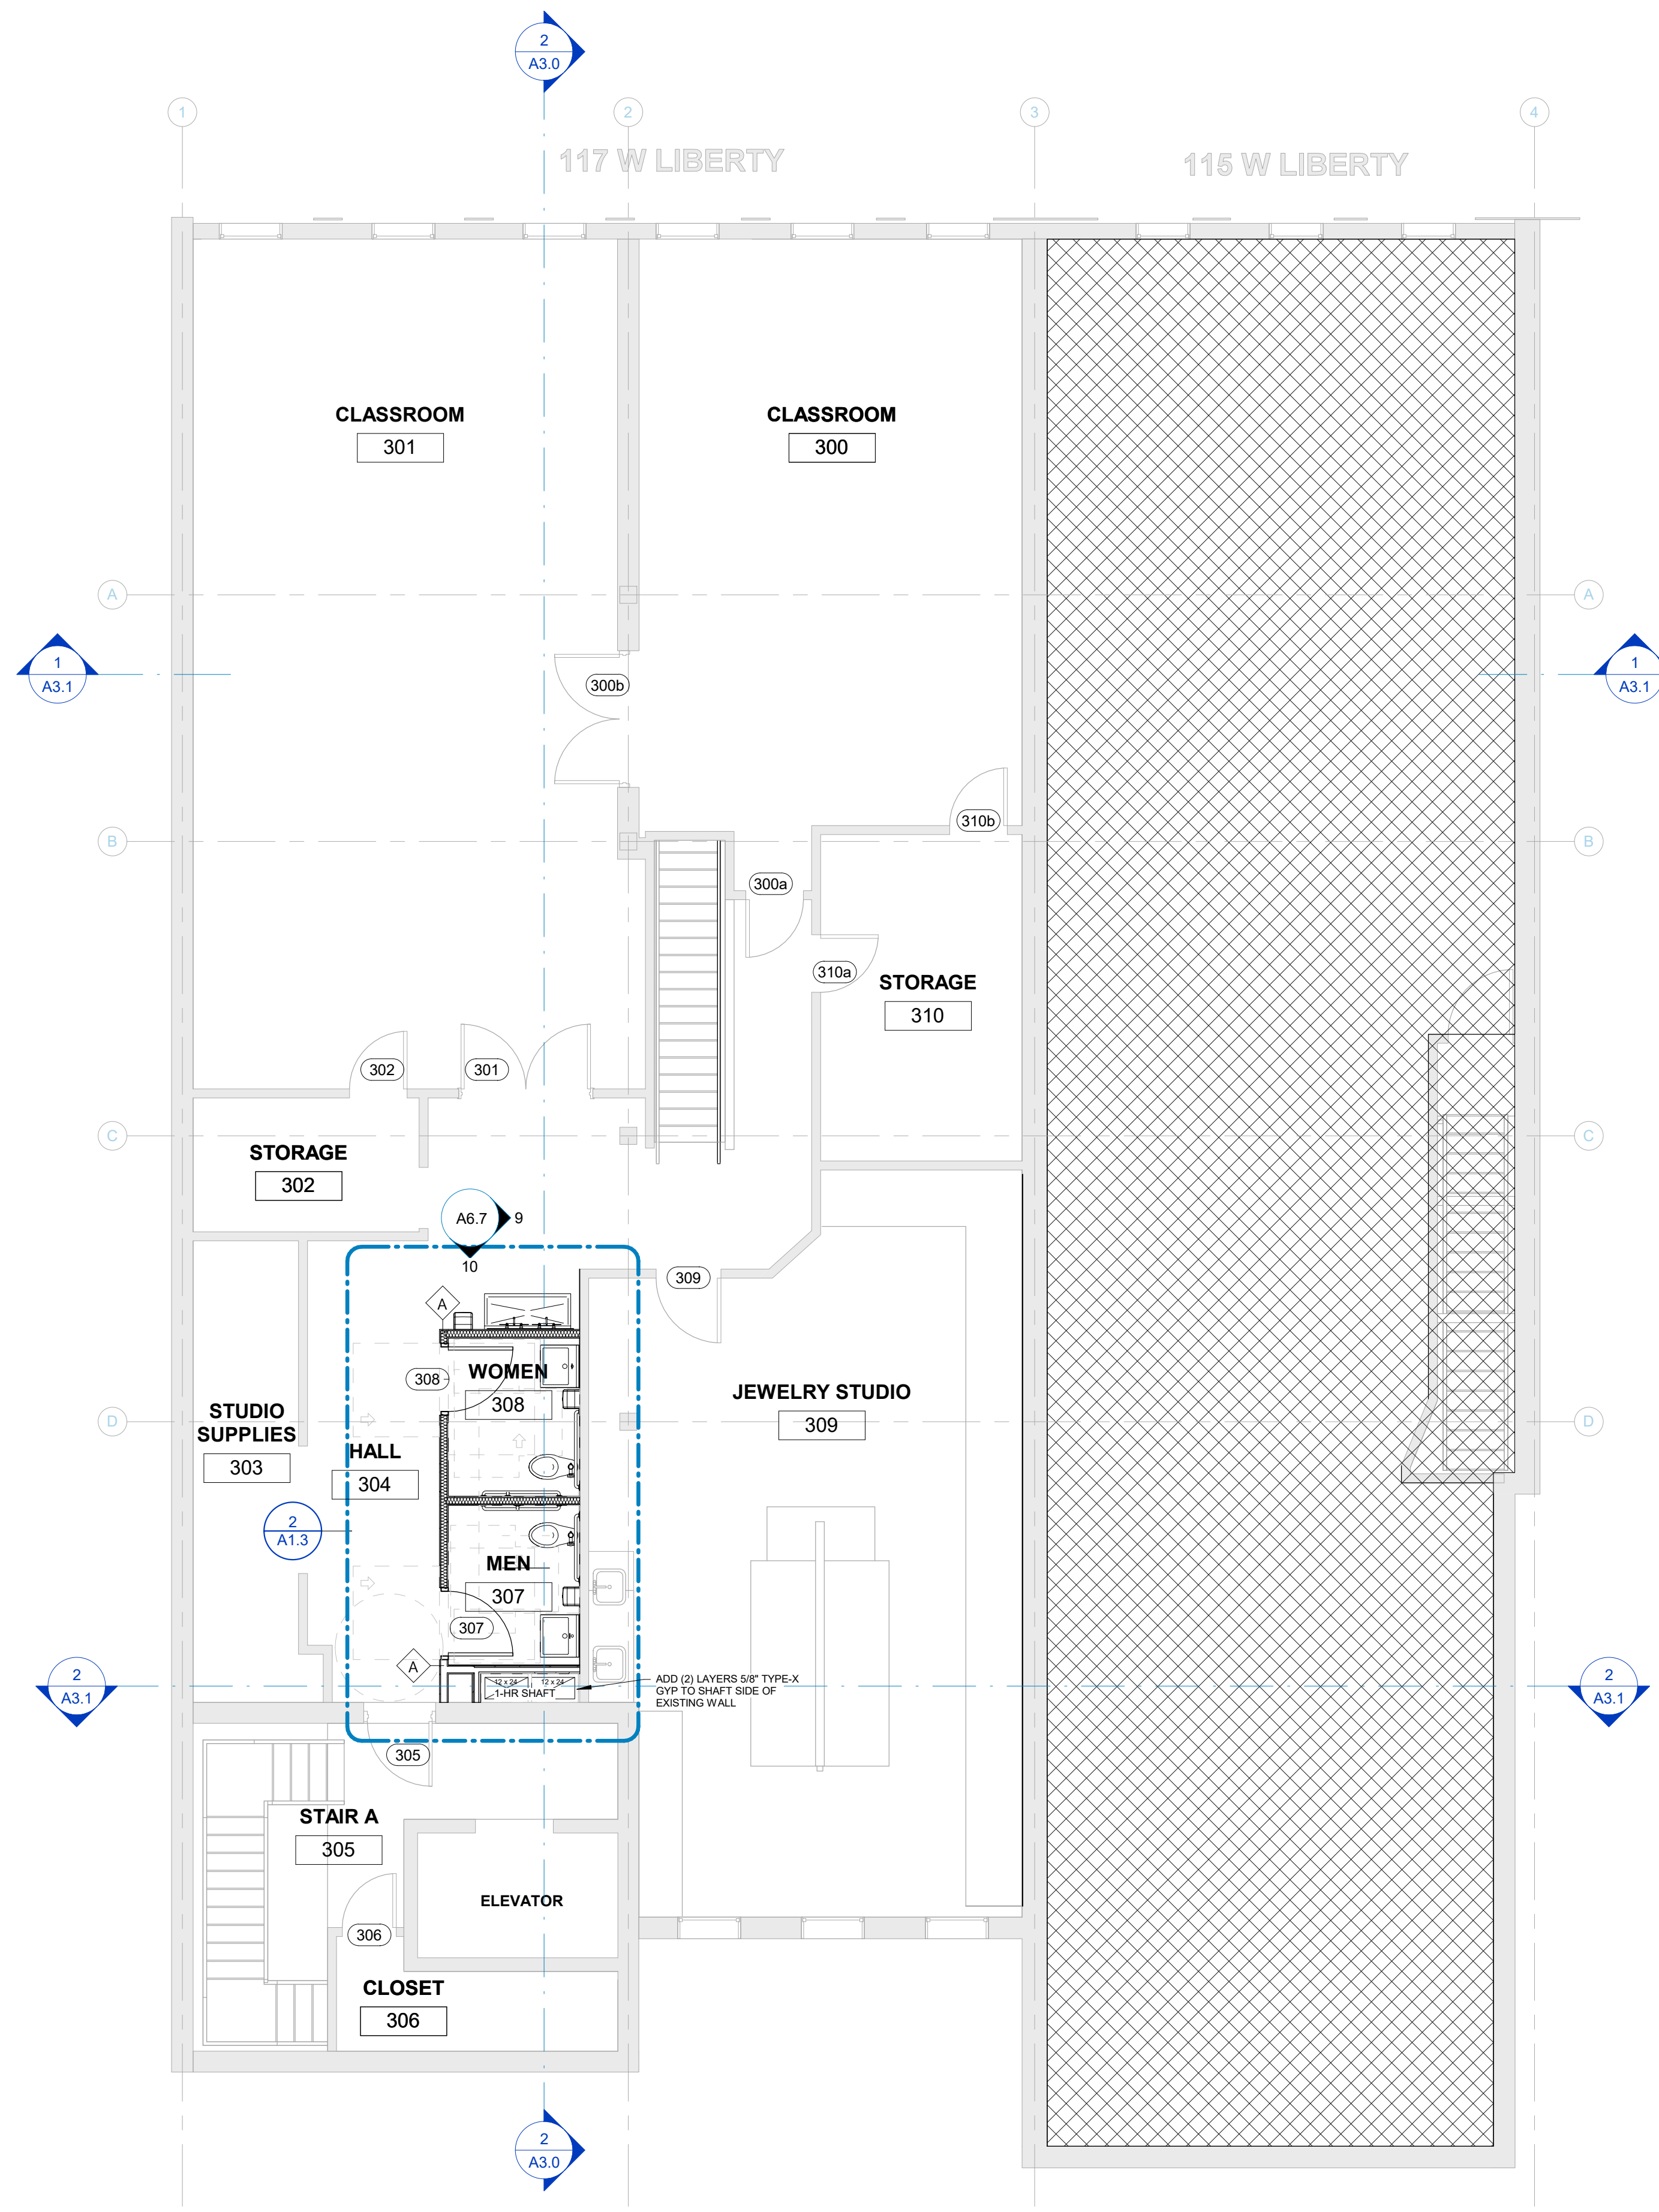 2
A3.0
1
2
3
4
117 W LIBERTY
115 W LIBERTY
CLASSROOM
301
CLASSROOM
300
A
A
1
A3.1
1
A3.1
300b
310b
B
B
300a
310a
STORAGE
310
302
301
C
C
STORAGE
302
A6.7
9
10
309
A
WOMEN
308
308
JEWELRY STUDIO
309
D
D
STUDIO
SUPPLIES
303
HALL
304
2
A1.3
MEN
307
307
A
2
A3.1
12 x 24
12 x 24
1-HR SHAFT
ADD (2) LAYERS 5/8" TYPE-X
GYP TO SHAFT SIDE OF
EXISTING WALL
2
A3.1
305
STAIR A
305
ELEVATOR
306
CLOSET
306
2
A3.0